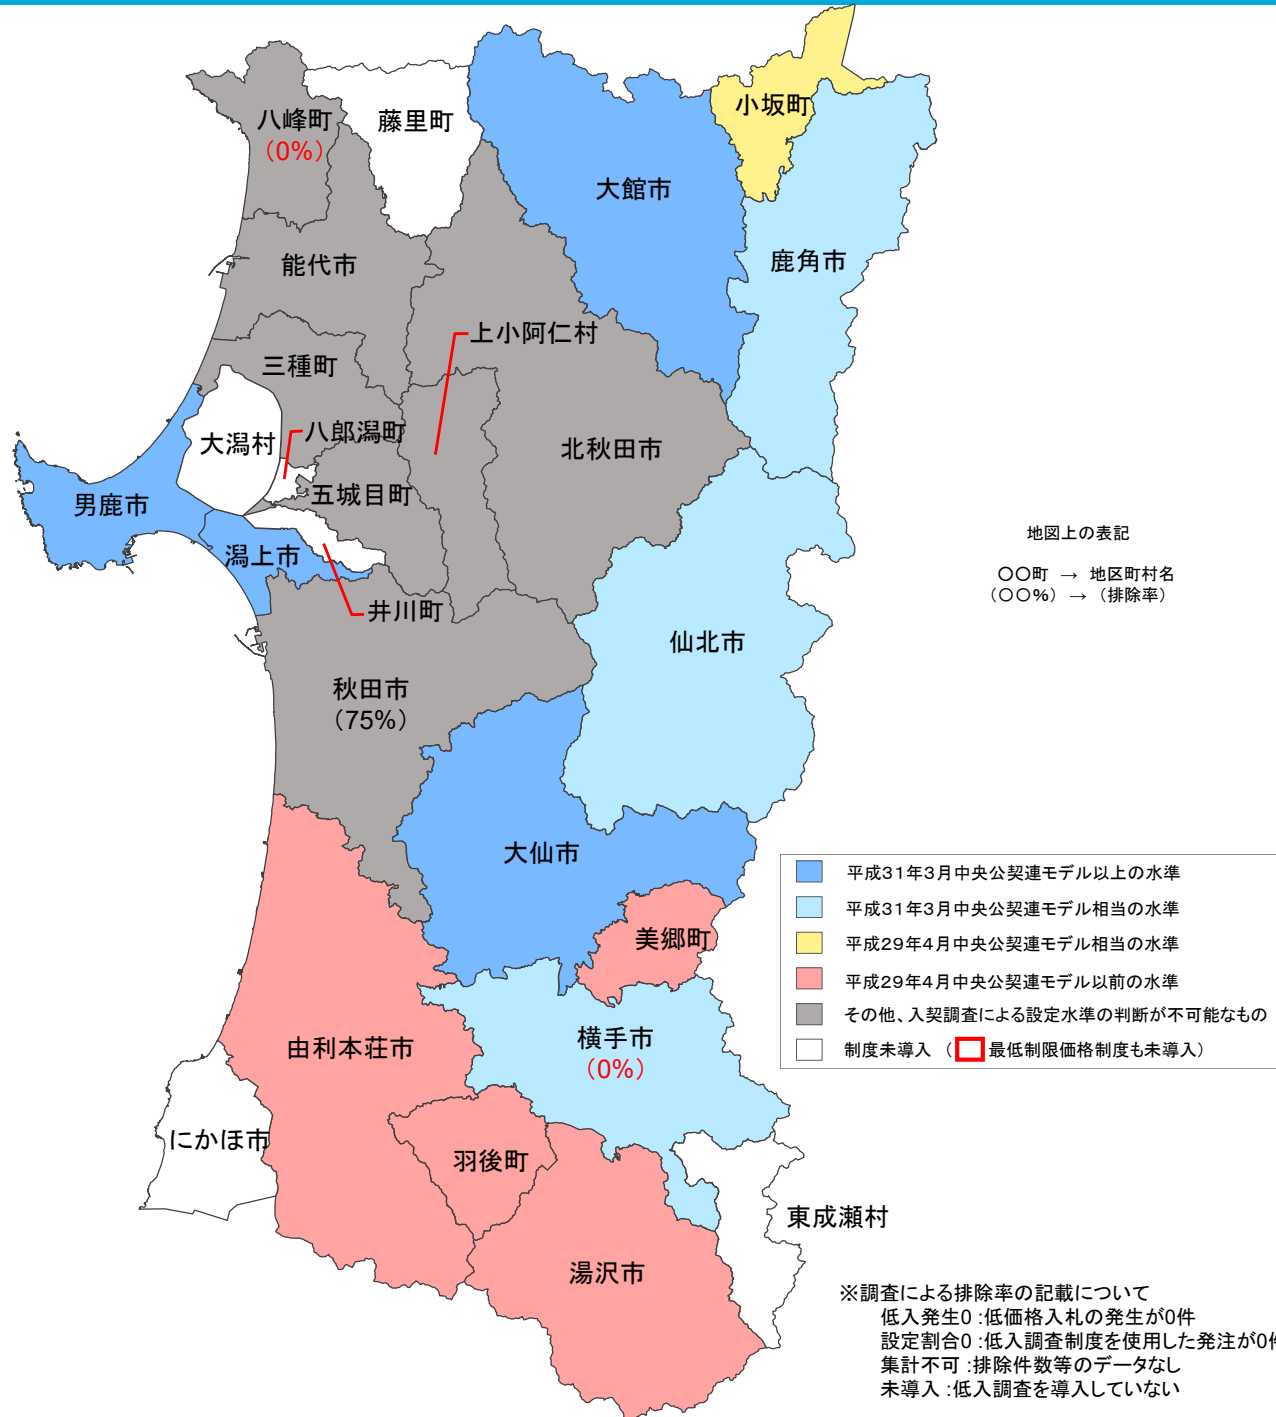 八峰町
(0%)
藤里町
小坂町
大館市
能代市
鹿角市
上小阿仁村
三種町
大潟村
八郎潟町
北秋田市
五城目町
男鹿市
潟上市
井川町
仙北市
秋田市
(75%)
地図上の表記
〇〇町 → 地区町村名
(〇〇%) → (排除率)
大仙市
美郷町
横手市
(0%)
由利本荘市
にかほ市
羽後町
東成瀬村
湯沢市
平成31年3月中央公契連モデル以上の水準
平成31年3月中央公契連モデル相当の水準
平成29年4月中央公契連モデル相当の水準
平成29年4月中央公契連モデル以前の水準
その他、入契調査による設定水準の判断が不可能なもの
制度未導入 ( 最低制限価格制度も未導入)
※調査による排除率の記載について
低入発生0:低価格入札の発生が0件
設定割合0:低入調査制度を使用した発注が0件
集計不可:排除件数等のデータなし
未導入:低入調査を導入していない